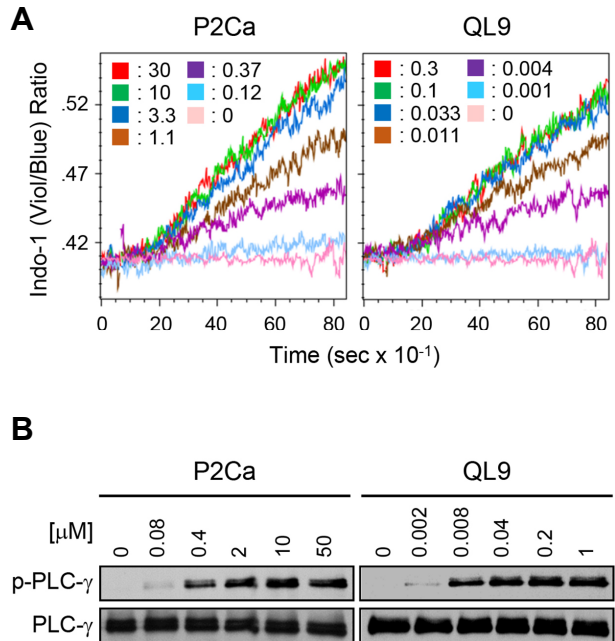 A
P2Ca QL9
Indo-1 (Viol/Blue) Ratio
.52
.47
.42
: 30 : 0.37
: 10 : 0.12
: 3.3 : 0
: 1.1
: 0.3 : 0.004
: 0.1 : 0.001
: 0.033 : 0
: 0.011
0 20 40 60 80 0 20 40 60 80
Time (sec x 10⁻¹)
B
P2Ca QL9
[μM] 0 0.08 0.4 2 10 50 0 0.002 0.008 0.04 0.2 1
p-PLC-γ
PLC-γ